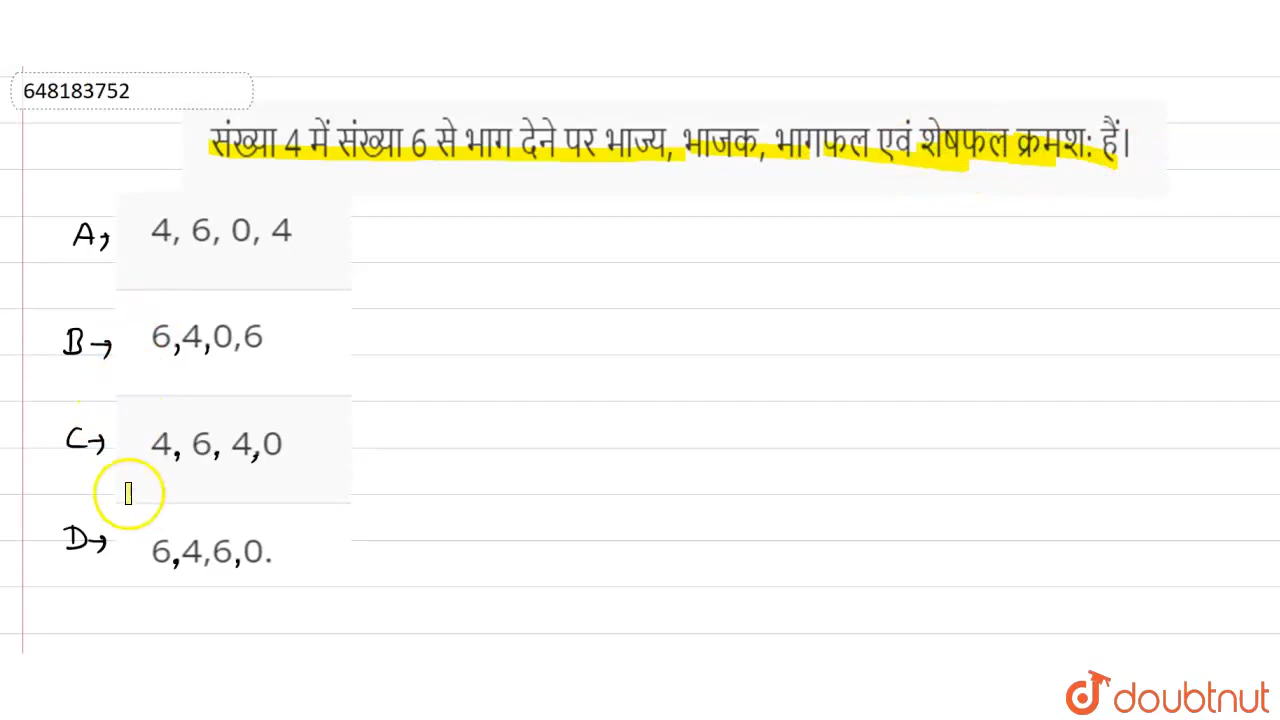 648183752
संख्या 4 में संख्या 6 से भाग देने पर भाज्य, भाजक, भागफल एवं शेषफल क्रमश: हैं।
A→ 4, 6, 0, 4
B→ 6,4,0,6
C→ 4, 6, 4,0
D→ 6,4,6,0.
doubtnut